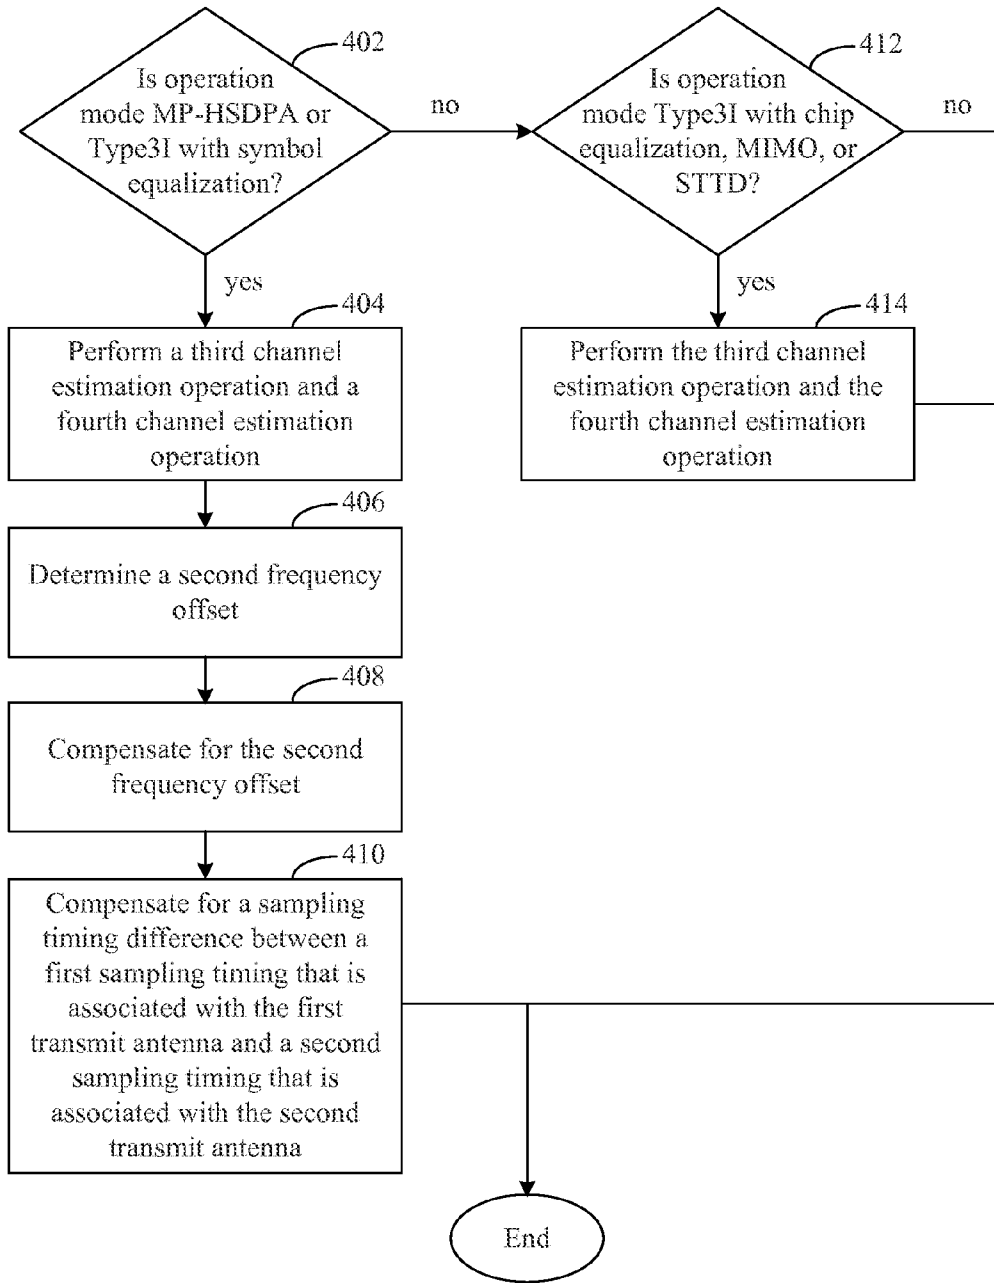 402
Is operation
mode MP-HSDPA or
Type3I with symbol
equalization?
no
412
Is operation
mode Type3I with chip
equalization, MIMO, or
STTD?
no
yes
yes
404
Perform a third channel
estimation operation and a
fourth channel estimation
operation
414
Perform the third channel
estimation operation and the
fourth channel estimation
operation
406
Determine a second frequency
offset
408
Compensate for the second
frequency offset
410
Compensate for a sampling
timing difference between a
first sampling timing that is
associated with the first
transmit antenna and a second
sampling timing that is
associated with the second
transmit antenna
End